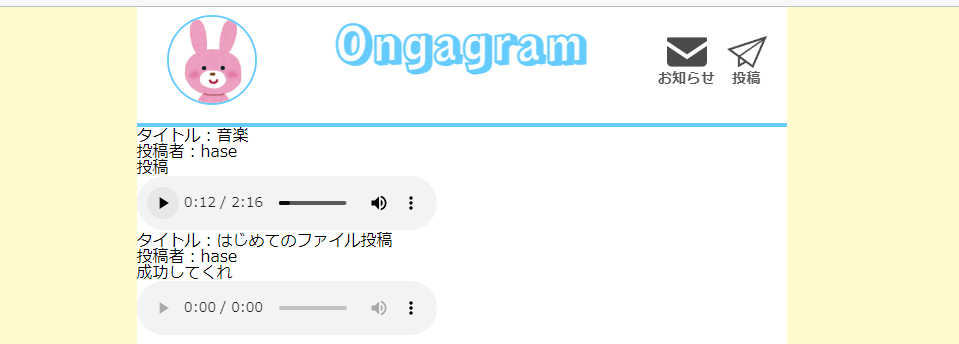 Ongagram
お知らせ
投稿
タイトル：音楽
投稿者：hase
投稿
0:12 / 2:16
タイトル：はじめてのファイル投稿
投稿者：hase
成功してくれ
0:00 / 0:00